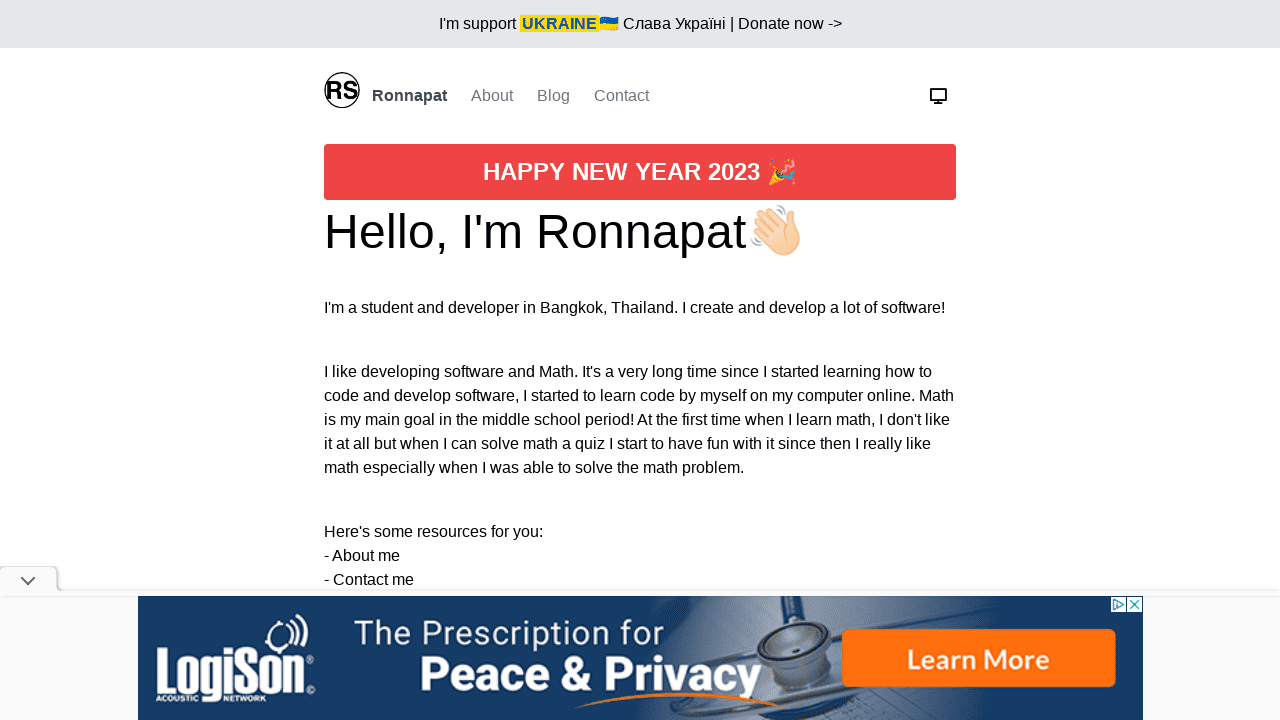 I'm support UKRAINE🇺🇦 Слава Україні | Donate now ->
RS Ronnapat About Blog Contact
HAPPY NEW YEAR 2023 🎉
Hello, I'm Ronnapat👋🏻
I'm a student and developer in Bangkok, Thailand. I create and develop a lot of software!
I like developing software and Math. It's a very long time since I started learning how to
code and develop software, I started to learn code by myself on my computer online. Math
is my main goal in the middle school period! At the first time when I learn math, I don't like
it at all but when I can solve math a quiz I start to have fun with it since then I really like
math especially when I was able to solve the math problem.
Here's some resources for you:
- About me
- Contact me
LogiSon®
ACOUSTIC NETWORK©
The Prescription for
Peace & Privacy
Learn More